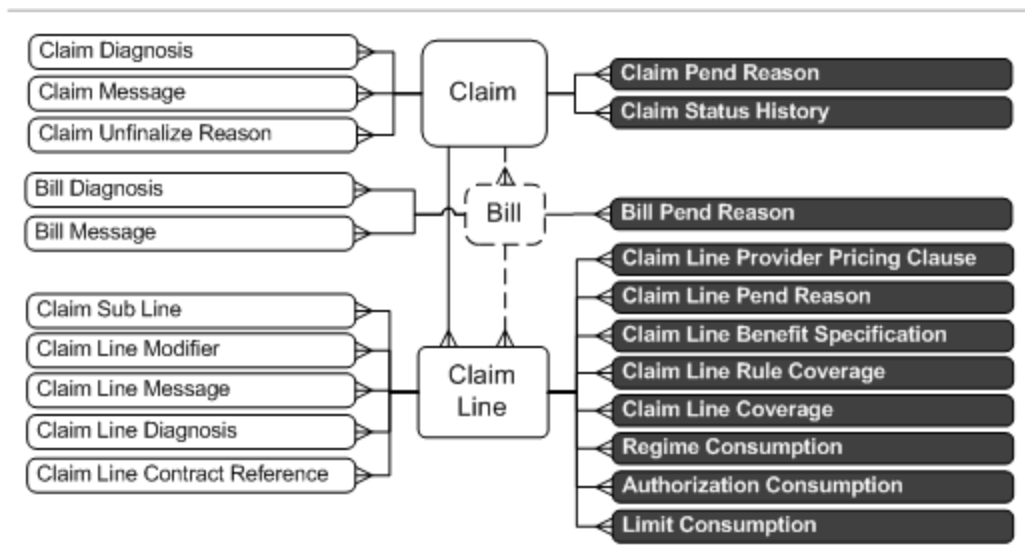 Claim Diagnosis
Claim Message
Claim Unfinalize Reason
Claim
Claim Pend Reason
Claim Status History
Bill Diagnosis
Bill Message
Bill
Bill Pend Reason
Claim Sub Line
Claim Line Modifier
Claim Line Message
Claim Line Diagnosis
Claim Line Contract Reference
Claim
Line
Claim Line Provider Pricing Clause
Claim Line Pend Reason
Claim Line Benefit Specification
Claim Line Rule Coverage
Claim Line Coverage
Regime Consumption
Authorization Consumption
Limit Consumption